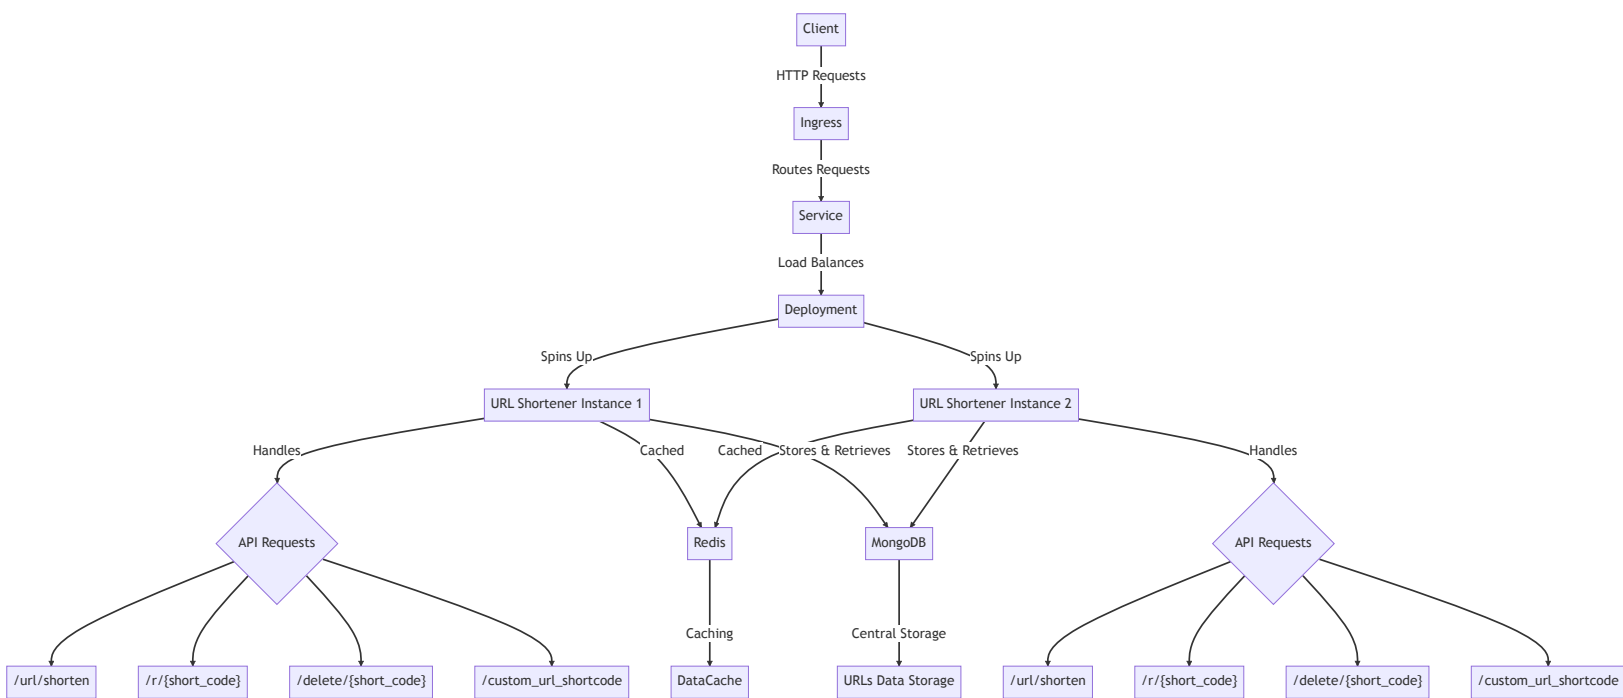 Client
HTTP Requests
Ingress
Routes Requests
Service
Load Balances
Deployment
Spins Up
Spins Up
URL Shortener Instance 1
URL Shortener Instance 2
Handles
Cached
Cached
Stores & Retrieves
Stores & Retrieves
Handles
API Requests
Redis
MongoDB
API Requests
Caching
Central Storage
/url/shorten
/r/{short_code}
/delete/{short_code}
/custom_url_shortcode
DataCache
URLs Data Storage
/url/shorten
/r/{short_code}
/delete/{short_code}
/custom_url_shortcode